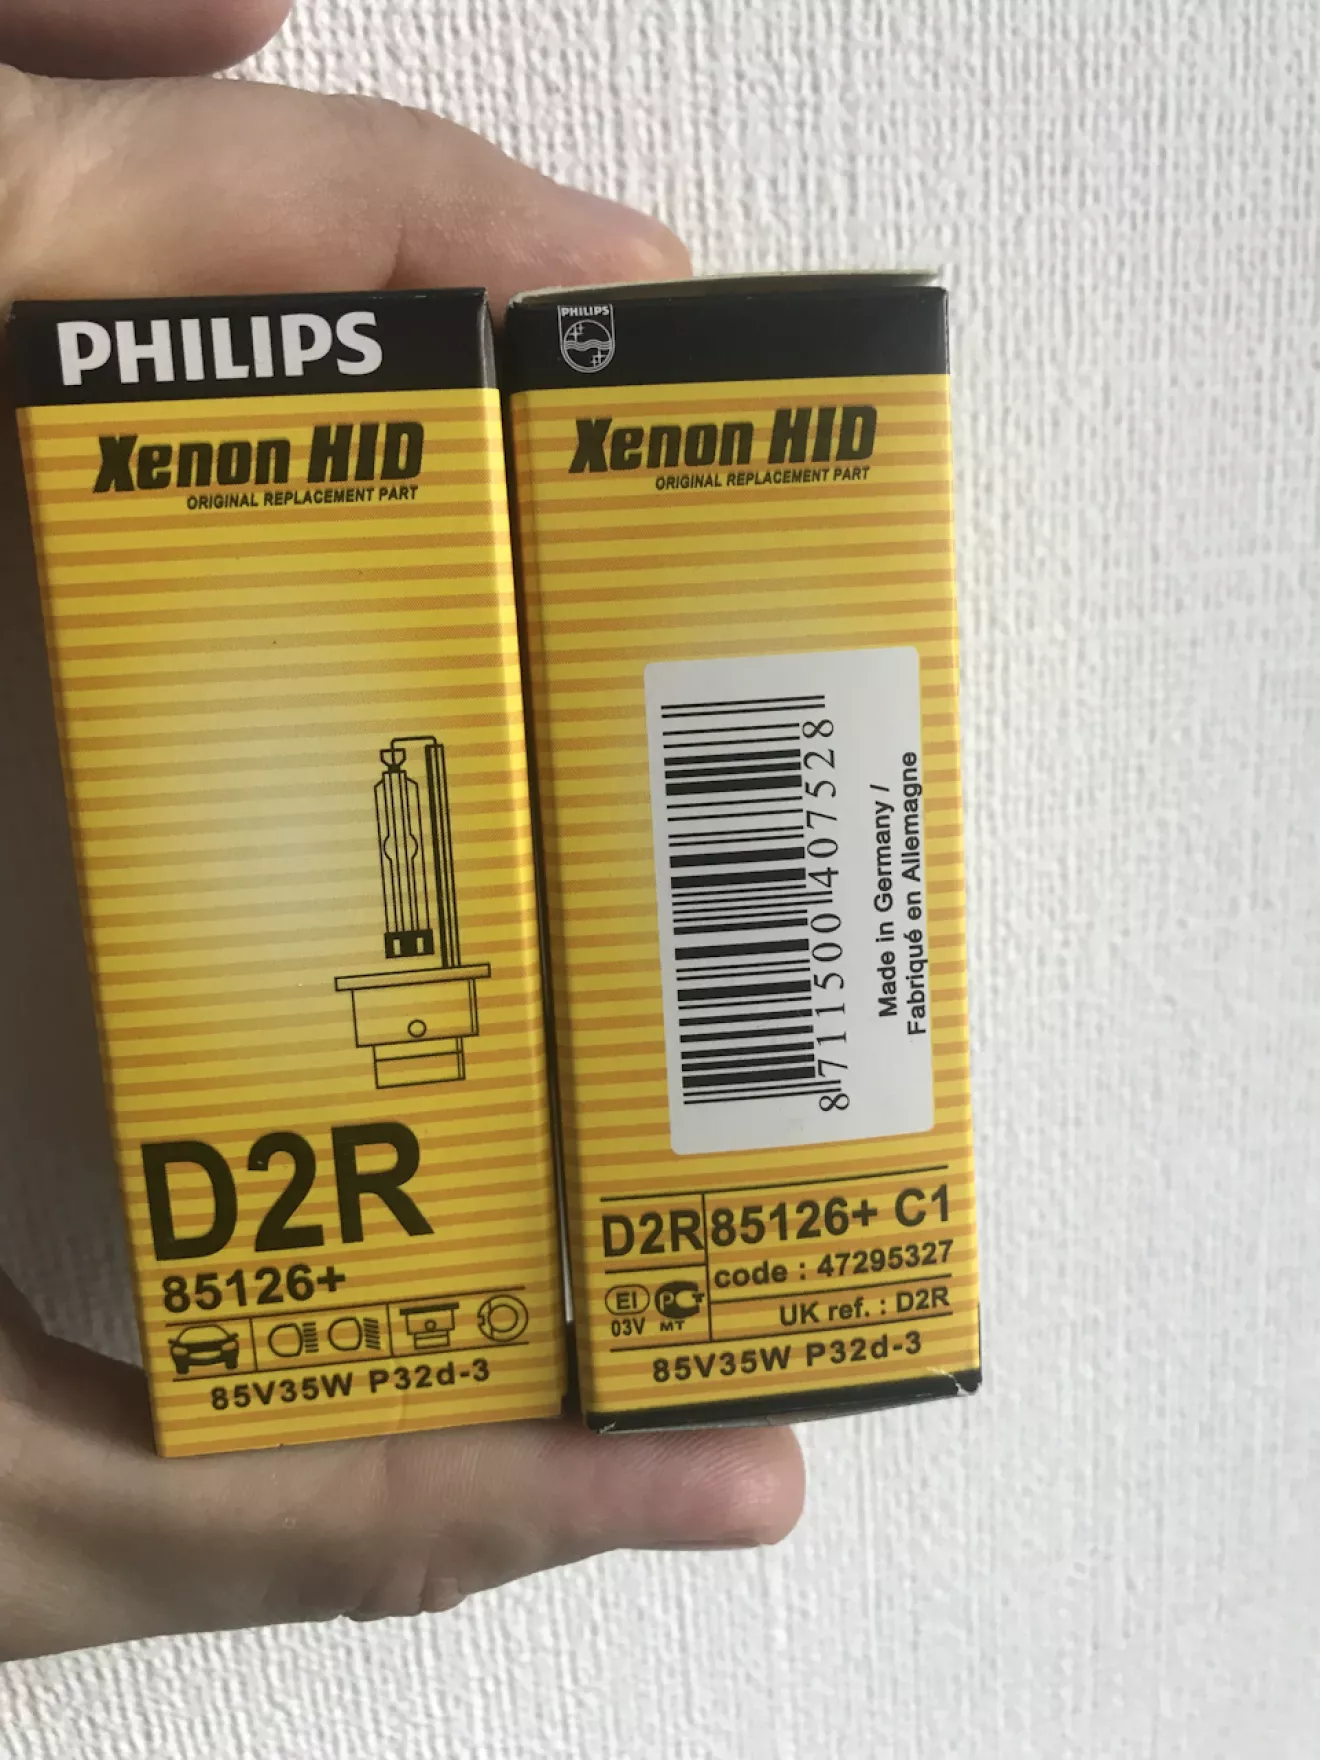 PHILIPS
Xenon HID
ORIGINAL REPLACEMENT PART
D2R
85126+
85V35W P32d-3
PHILIPS
Xenon HID
ORIGINAL REPLACEMENT PART
8 711500 407528
Made in Germany /
Fabriqué en Allemagne
D2R 85126+ C1
code : 47295327
EI
03V
PCT
MT
UK ref. : D2R
85V35W P32d-3